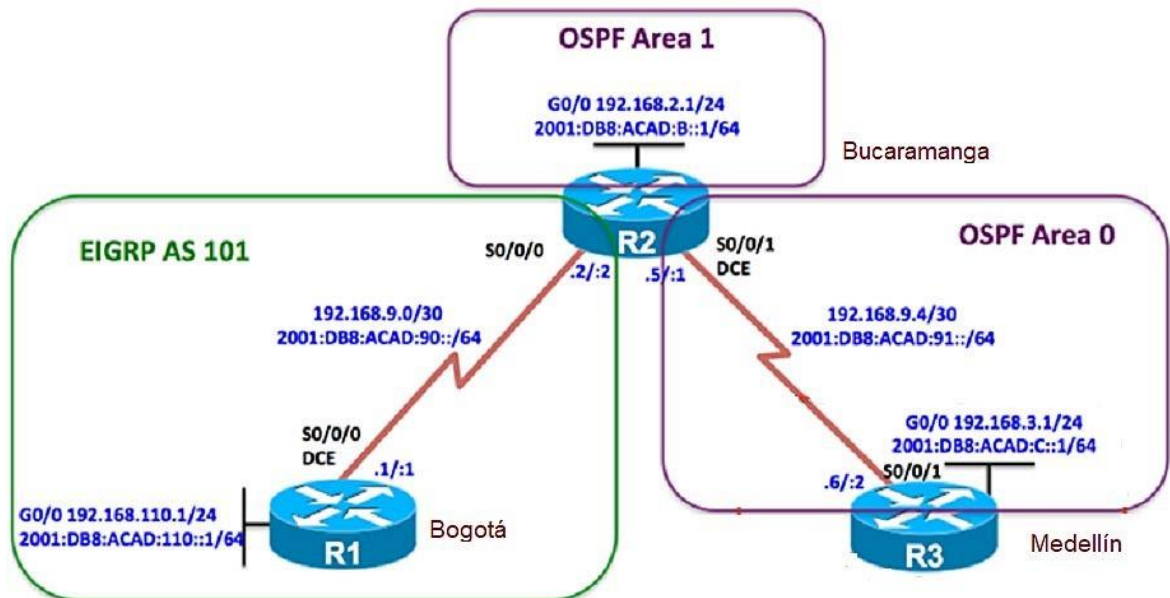 OSPF Area 1
G0/0 192.168.2.1/24
2001:DB8:ACAD:B::1/64
Bucaramanga
EIGRP AS 101
S0/0/0
R2
S0/0/1
DCE
OSPF Area 0
.2/:2
.5/:1
192.168.9.0/30
2001:DB8:ACAD:90::/64
192.168.9.4/30
2001:DB8:ACAD:91::/64
S0/0/0
DCE
.1/:1
G0/0 192.168.3.1/24
2001:DB8:ACAD:C::1/64
.6/:2
S0/0/1
G0/0 192.168.110.1/24
2001:DB8:ACAD:110::1/64
R1
Bogotá
R3
Medellín